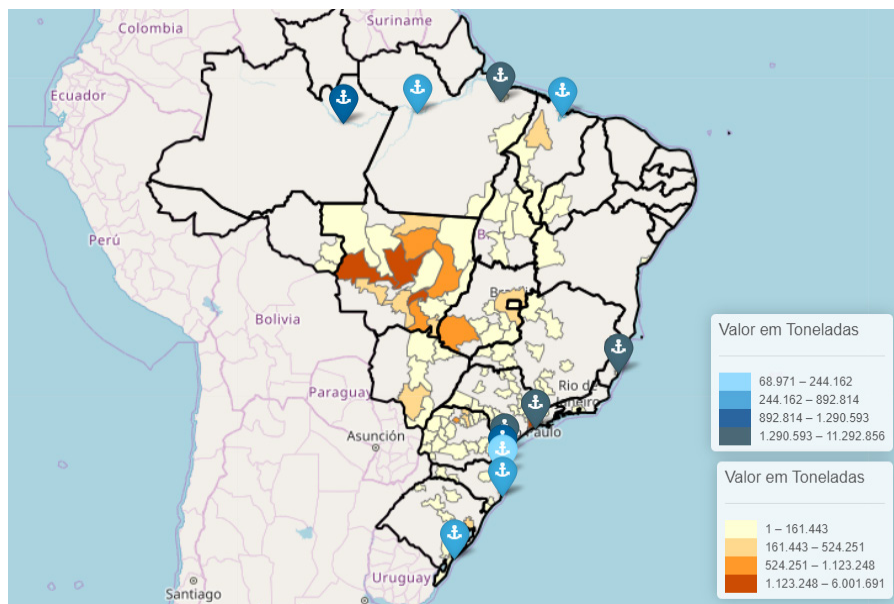 Suriname
Colombia
Ecuador
Perú
B
Brasíli
Bolivia
Valor em Toneladas
68.971 – 244.162
244.162 – 892.814
892.814 – 1.290.593
1.290.593 – 11.292.856
Rio de
neiro
Paraguay
Paulo
Asunción
Valor em Toneladas
1 – 161.443
161.443 – 524.251
524.251 – 1.123.248
1.123.248 – 6.001.691
Uruguay
Santiago